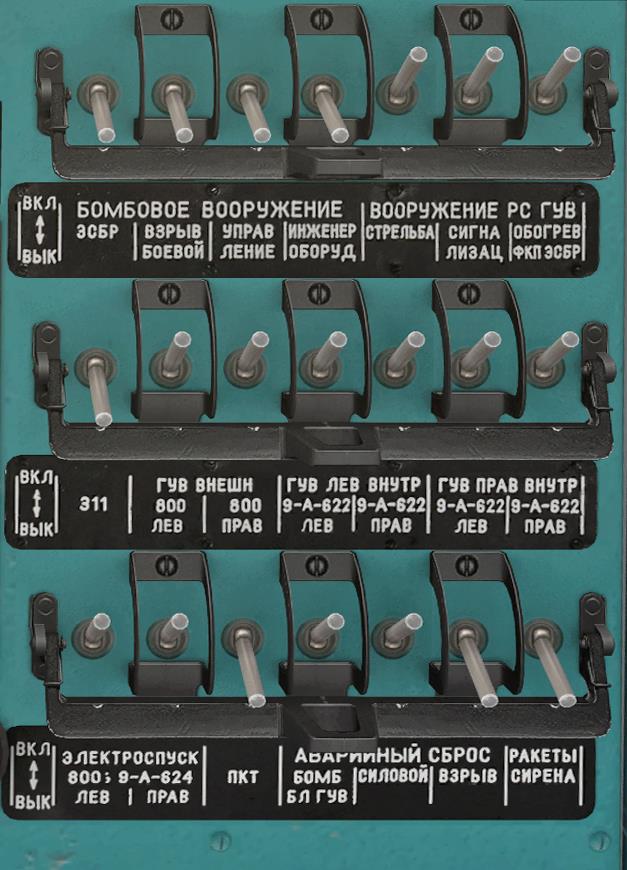 ВКЛ БОМБОВОЕ ВООРУЖЕНИЕ ВООРУЖЕНИЕ РС ГУВ
ЭСБР ВЗРЫВ УПРАВ ИНЖЕНЕР СТРЕЛЬБА СИГНА ОБОГРЕВ
ВЫК БОЕВОЙ ЛЕНИЕ ОБОРУД ЛИЗАЦ ФКП ЭСБР
ВКЛ ГУВ ВНЕШН ГУВ ЛЕВ ВНУТР ГУВ ПРАВ ВНУТР
311 800 800 9-А-622 9-А-622 9-А-622 9-А-622
ВЫК ЛЕВ ПРАВ ЛЕВ ПРАВ ЛЕВ ПРАВ
ВКЛ ЭЛЕКТРОСПУСК АВАРИЙНЫЙ СБРОС РАКЕТЫ
800; 9-А-624 ПКТ БОМБ СИЛОВОЙ ВЗРЫВ СИРЕНА
ВЫК ЛЕВ ПРАВ БЛ ГУВ